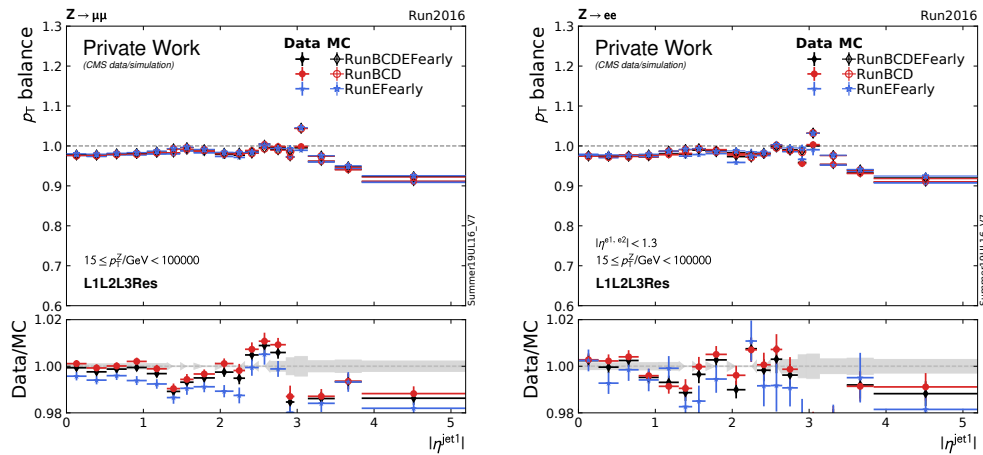 Z → μμ Run2016
Private Work
(CMS data/simulation)
Data MC
RunBCDEFearly
RunBCD
RunEFearly
pT balance
1.3
1.2
1.1
1.0
0.9
0.8
0.7
0.6
15 ≤ pT^Z/GeV < 100000
L1L2L3Res
Summer19UL16_V7
Data/MC
1.02
1.00
0.98
0 1 2 3 4 5
|η^jet1|
Z → ee Run2016
Private Work
(CMS data/simulation)
Data MC
RunBCDEFearly
RunBCD
RunEFearly
pT balance
1.3
1.2
1.1
1.0
0.9
0.8
0.7
0.6
|η^e1, e2| < 1.3
15 ≤ pT^Z/GeV < 100000
L1L2L3Res
Summer19UL16_V7
Data/MC
1.02
1.00
0.98
0 1 2 3 4 5
|η^jet1|